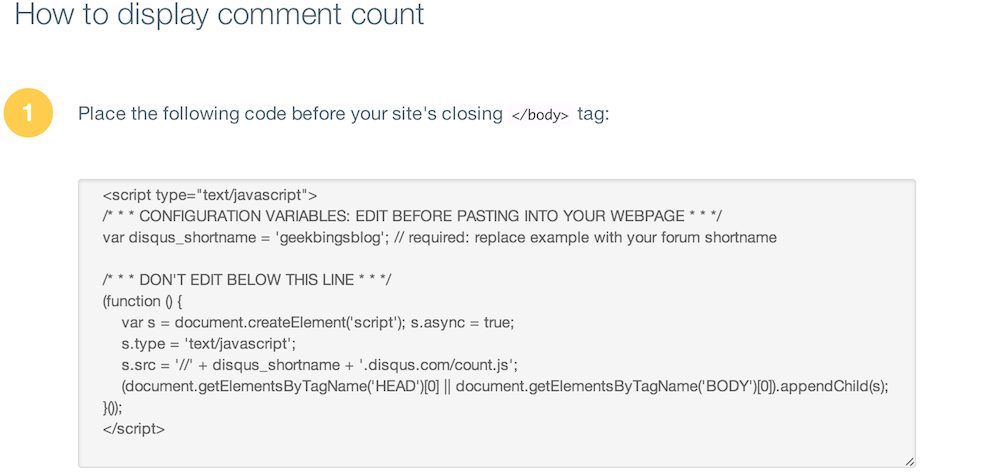 How to display comment count
1 Place the following code before your site's closing </body> tag:
<script type="text/javascript">
/* * * CONFIGURATION VARIABLES: EDIT BEFORE PASTING INTO YOUR WEBPAGE * * */
var disqus_shortname = 'geekbingsblog'; // required: replace example with your forum shortname
/* * * DON'T EDIT BELOW THIS LINE * * */
(function () {
var s = document.createElement('script'); s.async = true;
s.type = 'text/javascript';
s.src = '//' + disqus_shortname + '.disqus.com/count.js';
(document.getElementsByTagName('HEAD')[0] || document.getElementsByTagName('BODY')[0]).appendChild(s);
}());
</script>